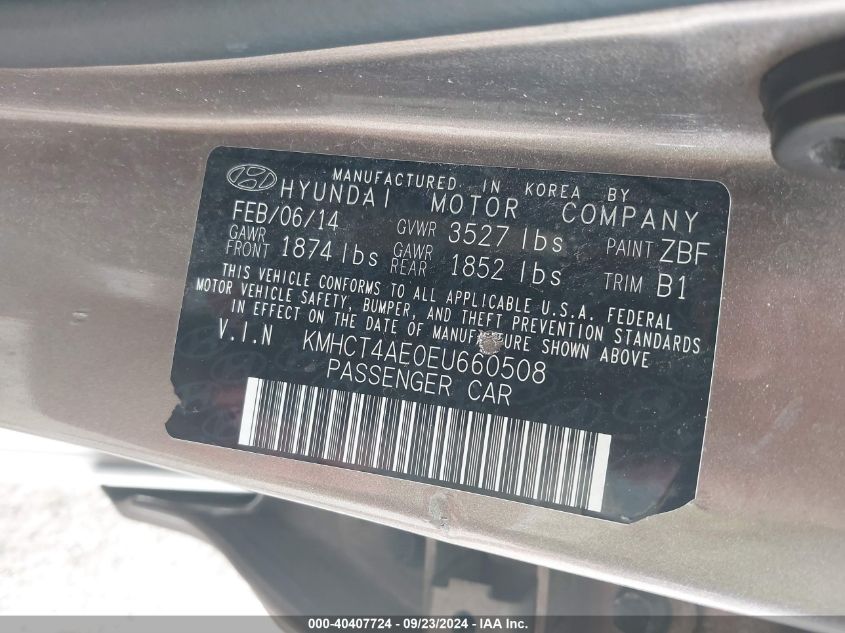 MANUFACTURED IN KOREA BY
HYUNDAI MOTOR COMPANY
FEB/06/14 GVWR 3527 lbs PAINT ZBF
GAWR FRONT 1874 lbs GAWR REAR 1852 lbs TRIM B1
THIS VEHICLE CONFORMS TO ALL APPLICABLE U.S.A. FEDERAL
MOTOR VEHICLE SAFETY, BUMPER, AND THEFT PREVENTION STANDARDS
IN EFFECT ON THE DATE OF MANUFACTURE SHOWN ABOVE
V.I.N KMHCT4AE0EU660508
PASSENGER CAR
000-40407724 - 09/23/2024 - IAA Inc.